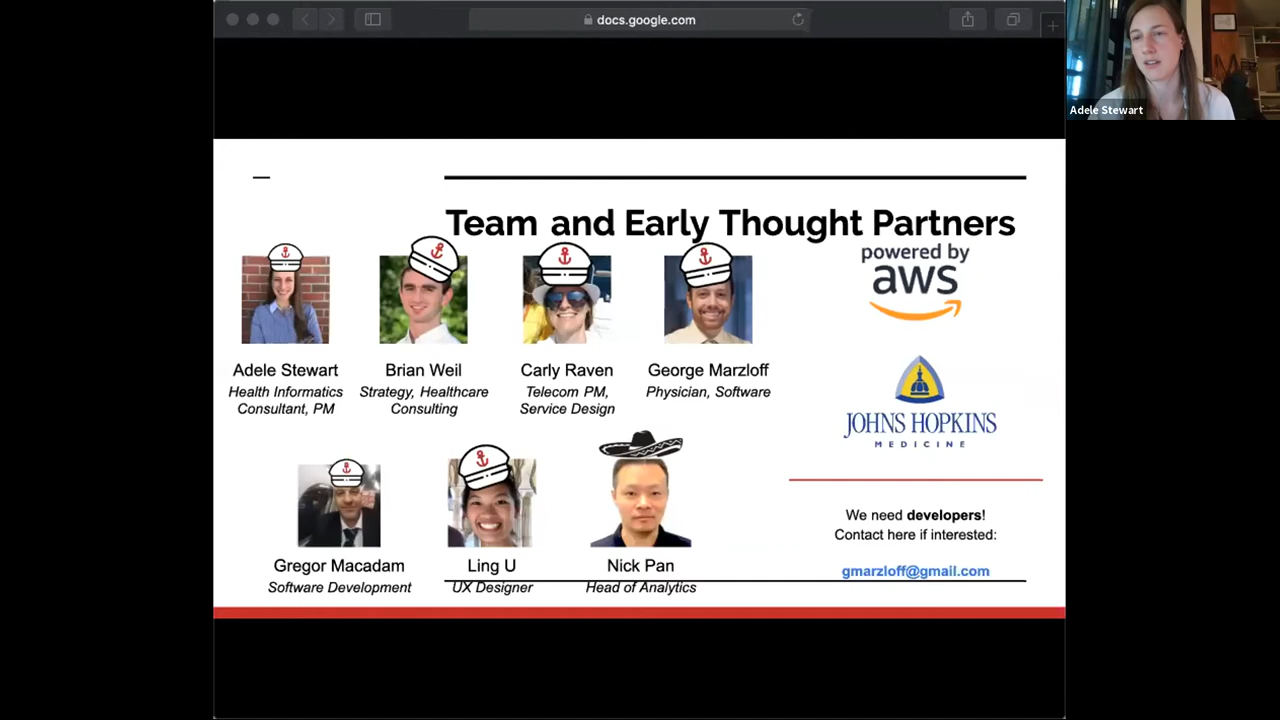 docs.google.com
Adele Stewart
Team and Early Thought Partners
powered by
aws
Adele Stewart
Health Informatics
Consultant, PM
Brian Weil
Strategy, Healthcare
Consulting
Carly Raven
Telecom PM,
Service Design
George Marzloff
Physician, Software
JOHNS HOPKINS
MEDICINE
Gregor Macadam
Software Development
Ling U
UX Designer
Nick Pan
Head of Analytics
We need developers!
Contact here if interested:
gmarzloff@gmail.com